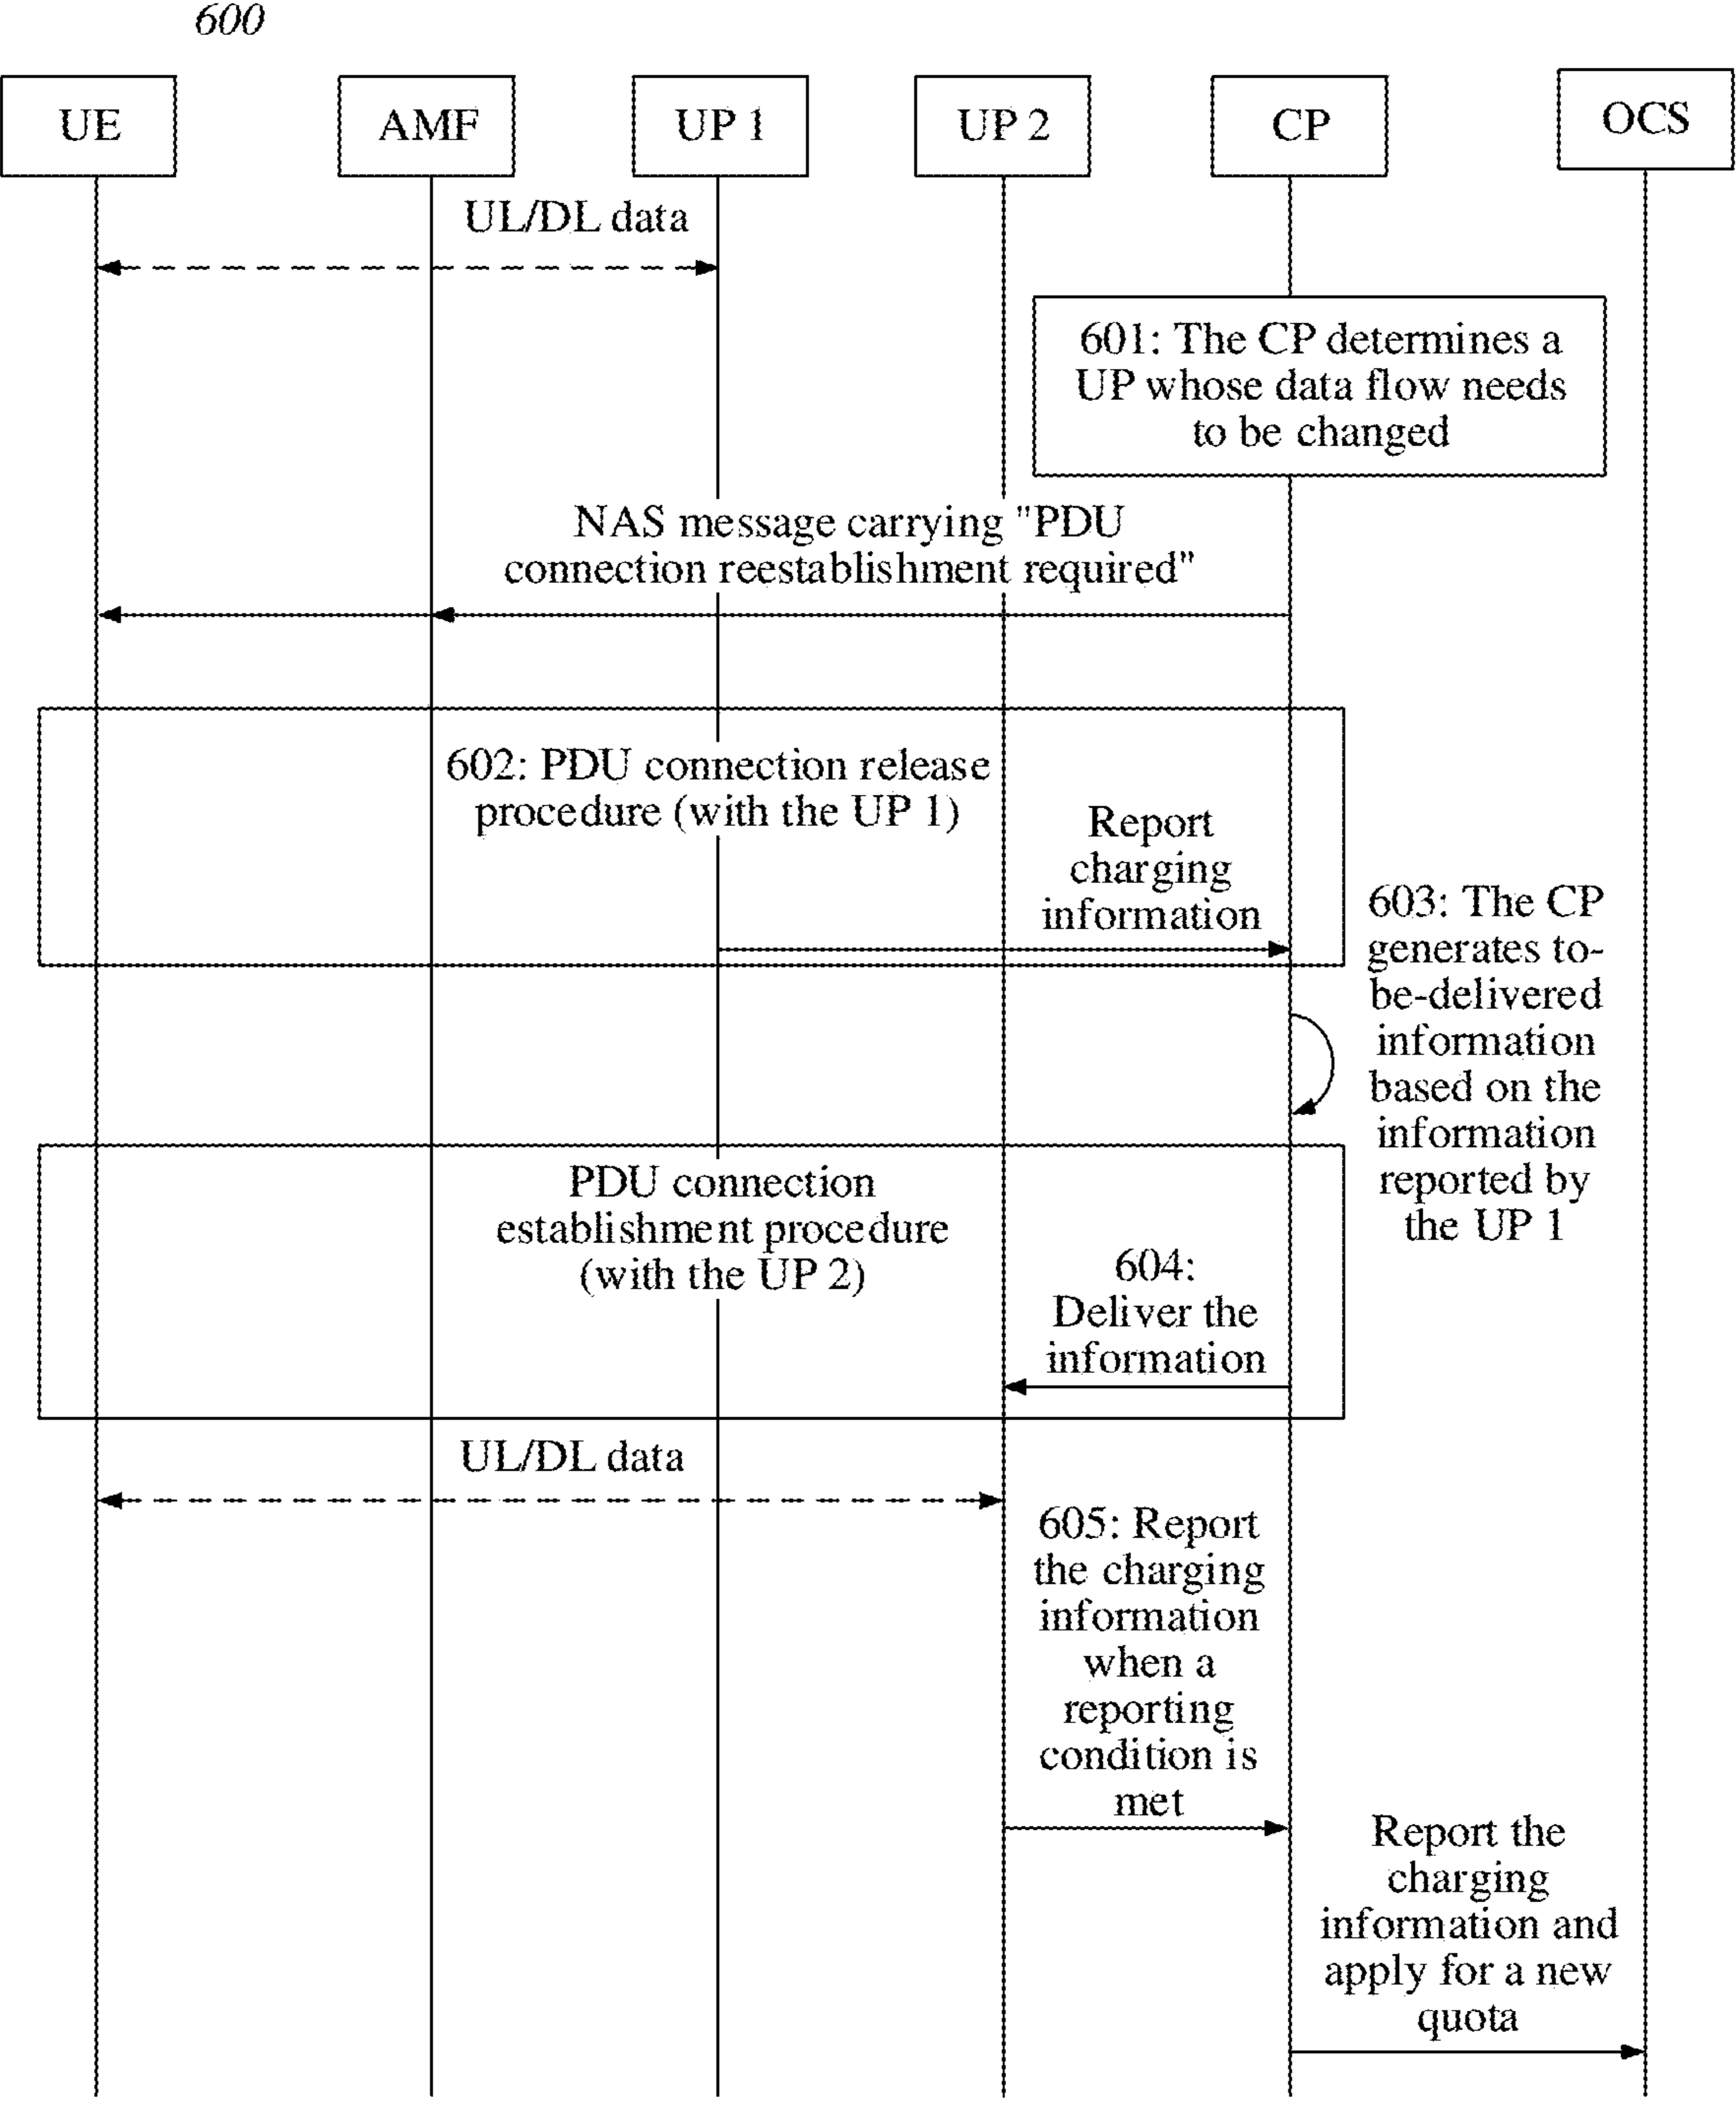 600
UE
AMF
UP 1
UP 2
CP
OCS
UL/DL data
601: The CP determines a
UP whose data flow needs
to be changed
NAS message carrying "PDU
connection reestablishment required"
602: PDU connection release
procedure (with the UP 1)
Report
charging
information
603: The CP
generates to-
be-delivered
information
based on the
information
reported by
the UP 1
PDU connection
establishment procedure
(with the UP 2)
604:
Deliver the
information
UL/DL data
605: Report
the charging
information
when a
reporting
condition is
met
Report the
charging
information and
apply for a new
quota